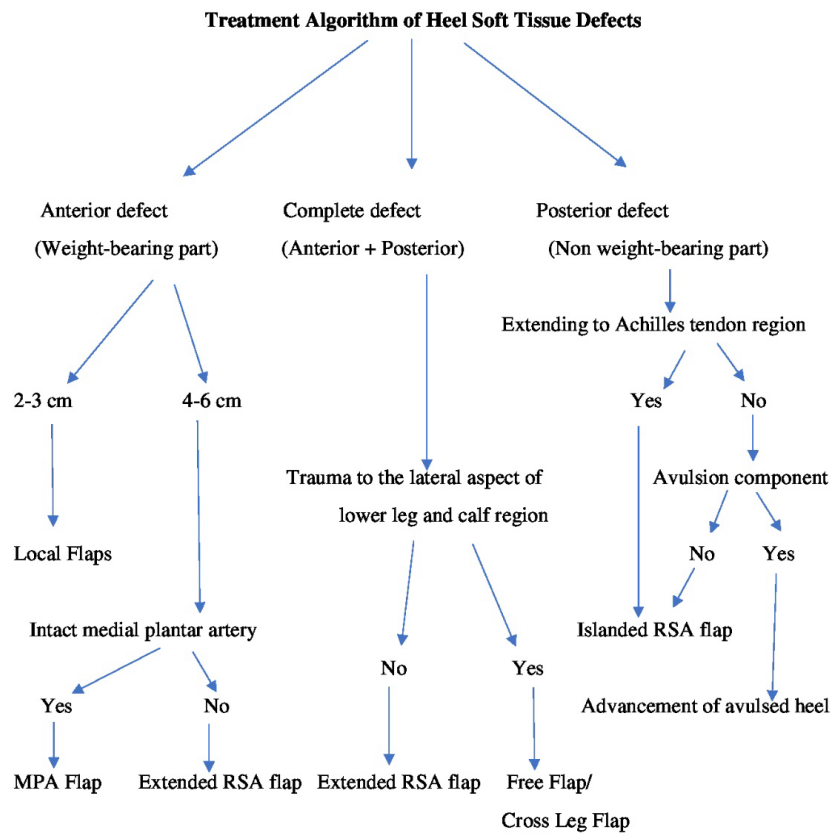 Treatment Algorithm of Heel Soft Tissue Defects
Anterior defect
(Weight-bearing part)
Complete defect
(Anterior + Posterior)
Posterior defect
(Non weight-bearing part)
Extending to Achilles tendon region
2-3 cm
4-6 cm
Yes
No
Trauma to the lateral aspect of
lower leg and calf region
Avulsion component
Local Flaps
No
Yes
Intact medial plantar artery
Islanded RSA flap
No
Yes
Yes
No
Advancement of avulsed heel
MPA Flap
Extended RSA flap
Extended RSA flap
Free Flap/
Cross Leg Flap